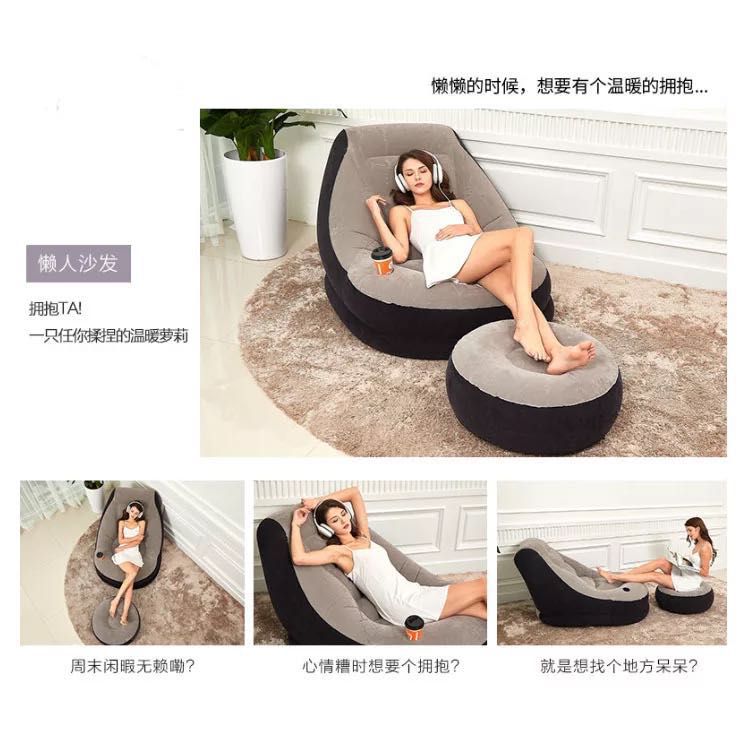 懒懒的时候，想要有个温暖的拥抱...
懒人沙发
拥抱TA!
一只任你揉捏的温暖萝莉
周末闲暇无赖嘞?
心情糟时想要个拥抱?
就是想找个地方呆呆?